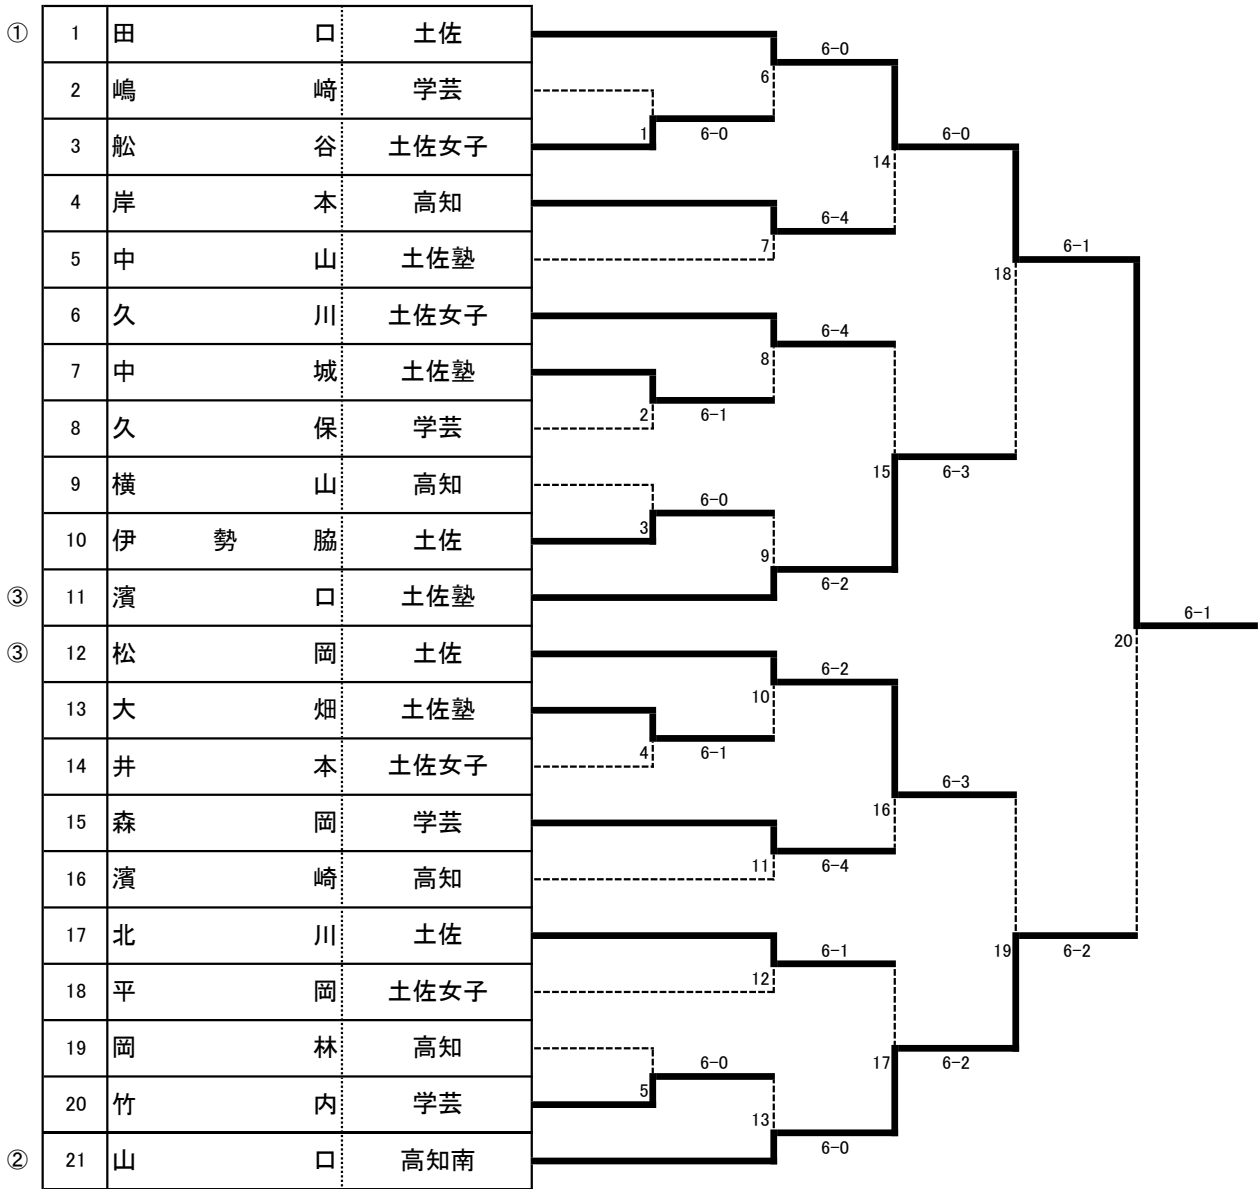 ① 1 田口 土佐
6-0
6
2 嶋﨑 学芸
1 6-0 6-0
3 舩谷 土佐女子
14
4 岸本 高知
6-4
7
5 中山 土佐塾
6-1
18
6 久川 土佐女子
6-4
8
7 中城 土佐塾
2 6-1
8 久保 学芸
15 6-3
9 横山 高知
6-0
3
10 伊勢脇 土佐
9
6-2
③ 11 濱口 土佐塾
6-1
20
③ 12 松岡 土佐
6-2
10
13 大畑 土佐塾
4 6-1
14 井本 土佐女子
6-3
16
15 森岡 学芸
11 6-4
16 濱崎 高知
17 北川 土佐
6-1
19 6-2
12
18 平岡 土佐女子
19 岡林 高知
6-0
17 6-2
5
20 竹内 学芸
13
6-0
② 21 山口 高知南